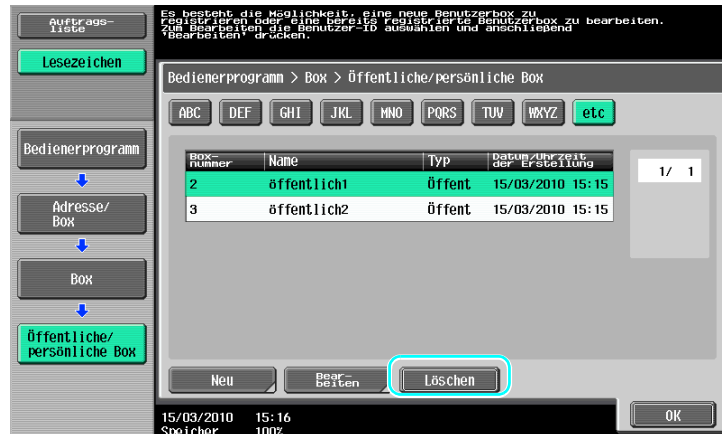 Auftrags-
liste
Lesezeichen
Bedienerprogramm
Adresse/
Box
Box
Öffentliche/
persönliche Box
Es besteht die Möglichkeit, eine neue Benutzerbox zu
registrieren oder eine bereits registrierte Benutzerbox zu bearbeiten.
Zum Bearbeiten die Benutzer-ID auswählen und anschließend
'Bearbeiten' drücken.
Bedienerprogramm > Box > Öffentliche/persönliche Box
ABC DEF GHI JKL MNO PQRS TUV WXYZ etc
Box-
nummer Name Typ Datum/Uhrzeit
der Erstellung
2 öffentlich1 Öffent 15/03/2010 15:15
3 öffentlich2 Öffent 15/03/2010 15:15
1/ 1
Neu Bear-
beiten Löschen
15/03/2010 15:16
Speicher 100%
OK